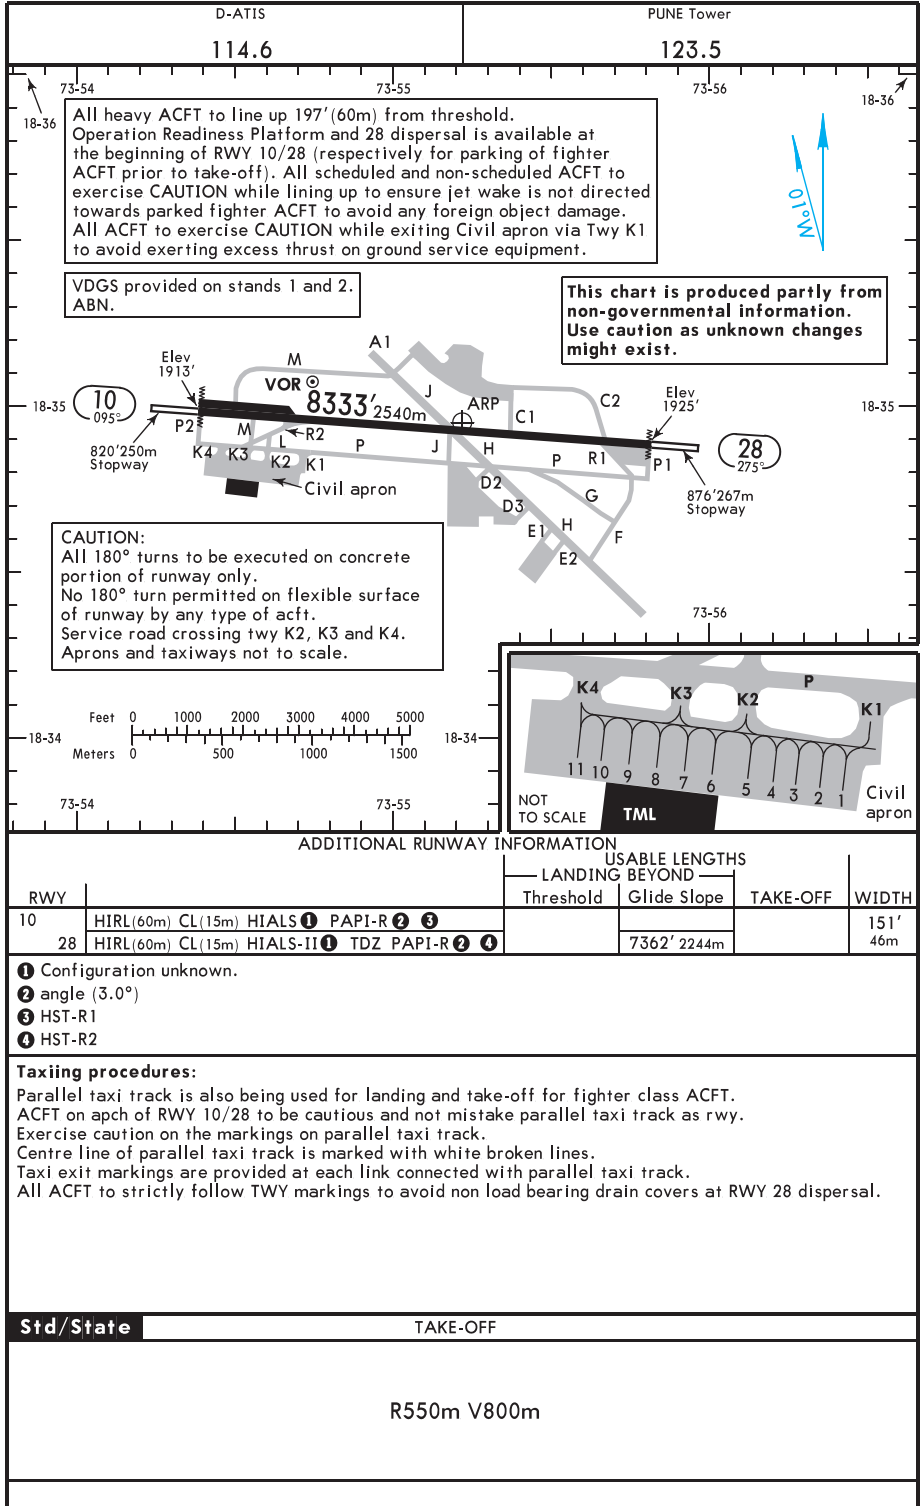 D-ATIS
114.6
PUNE Tower
123.5
73-54
73-55
73-56
18-36
18-36
All heavy ACFT to line up 197'(60m) from threshold.
Operation Readiness Platform and 28 dispersal is available at
the beginning of RWY 10/28 (respectively for parking of fighter
ACFT prior to take-off). All scheduled and non-scheduled ACFT to
exercise CAUTION while lining up to ensure jet wake is not directed
towards parked fighter ACFT to avoid any foreign object damage.
All ACFT to exercise CAUTION while exiting Civil apron via Twy K1
to avoid exerting excess thrust on ground service equipment.
01°W
VDGS provided on stands 1 and 2.
ABN.
This chart is produced partly from
non-governmental information.
Use caution as unknown changes
might exist.
A1
M
Elev
1913'
VOR
8333' 2540m
J
ARP
C1
C2
Elev
1925'
18-35
18-35
10
095°
P2
M
R2
L
P
J
H
P
R1
P1
28
275°
820'250m
Stopway
K4
K3
K2
K1
Civil apron
D2
D3
G
876'267m
Stopway
E1
H
F
E2
CAUTION:
All 180° turns to be executed on concrete
portion of runway only.
No 180° turn permitted on flexible surface
of runway by any type of acft.
Service road crossing twy K2, K3 and K4.
Aprons and taxiways not to scale.
73-56
Feet 0 1000 2000 3000 4000 5000
Meters 0 500 1000 1500
18-34
18-34
73-54
73-55
K4
K3
K2
P
K1
11 10 9 8 7 6 5 4 3 2 1
Civil
apron
NOT
TO SCALE
TML
ADDITIONAL RUNWAY INFORMATION
USABLE LENGTHS
LANDING BEYOND
RWY Threshold Glide Slope TAKE-OFF WIDTH
10 HIRL(60m) CL(15m) HIALS 1 PAPI-R 2 3 151'
28 HIRL(60m) CL(15m) HIALS-II 1 TDZ PAPI-R 2 4 7362' 2244m 46m
1 Configuration unknown.
2 angle (3.0°)
3 HST-R1
4 HST-R2
Taxiing procedures:
Parallel taxi track is also being used for landing and take-off for fighter class ACFT.
ACFT on apch of RWY 10/28 to be cautious and not mistake parallel taxi track as rwy.
Exercise caution on the markings on parallel taxi track.
Centre line of parallel taxi track is marked with white broken lines.
Taxi exit markings are provided at each link connected with parallel taxi track.
All ACFT to strictly follow TWY markings to avoid non load bearing drain covers at RWY 28 dispersal.
Std/State
TAKE-OFF
R550m V800m